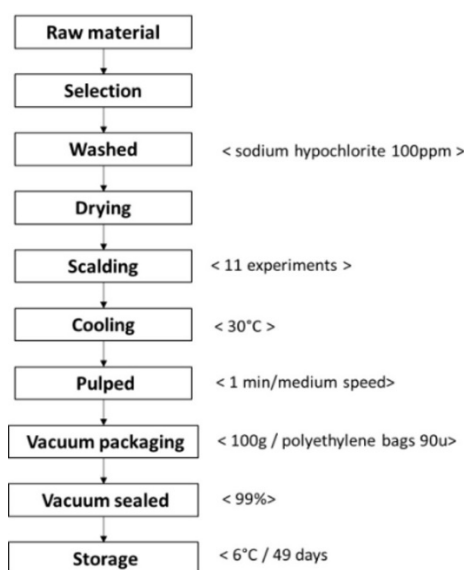 Raw material
Selection
Washed < sodium hypochlorite 100ppm >
Drying
Scalding < 11 experiments >
Cooling < 30°C >
Pulped < 1 min/medium speed>
Vacuum packaging < 100g / polyethylene bags 90u>
Vacuum sealed < 99%>
Storage < 6°C / 49 days